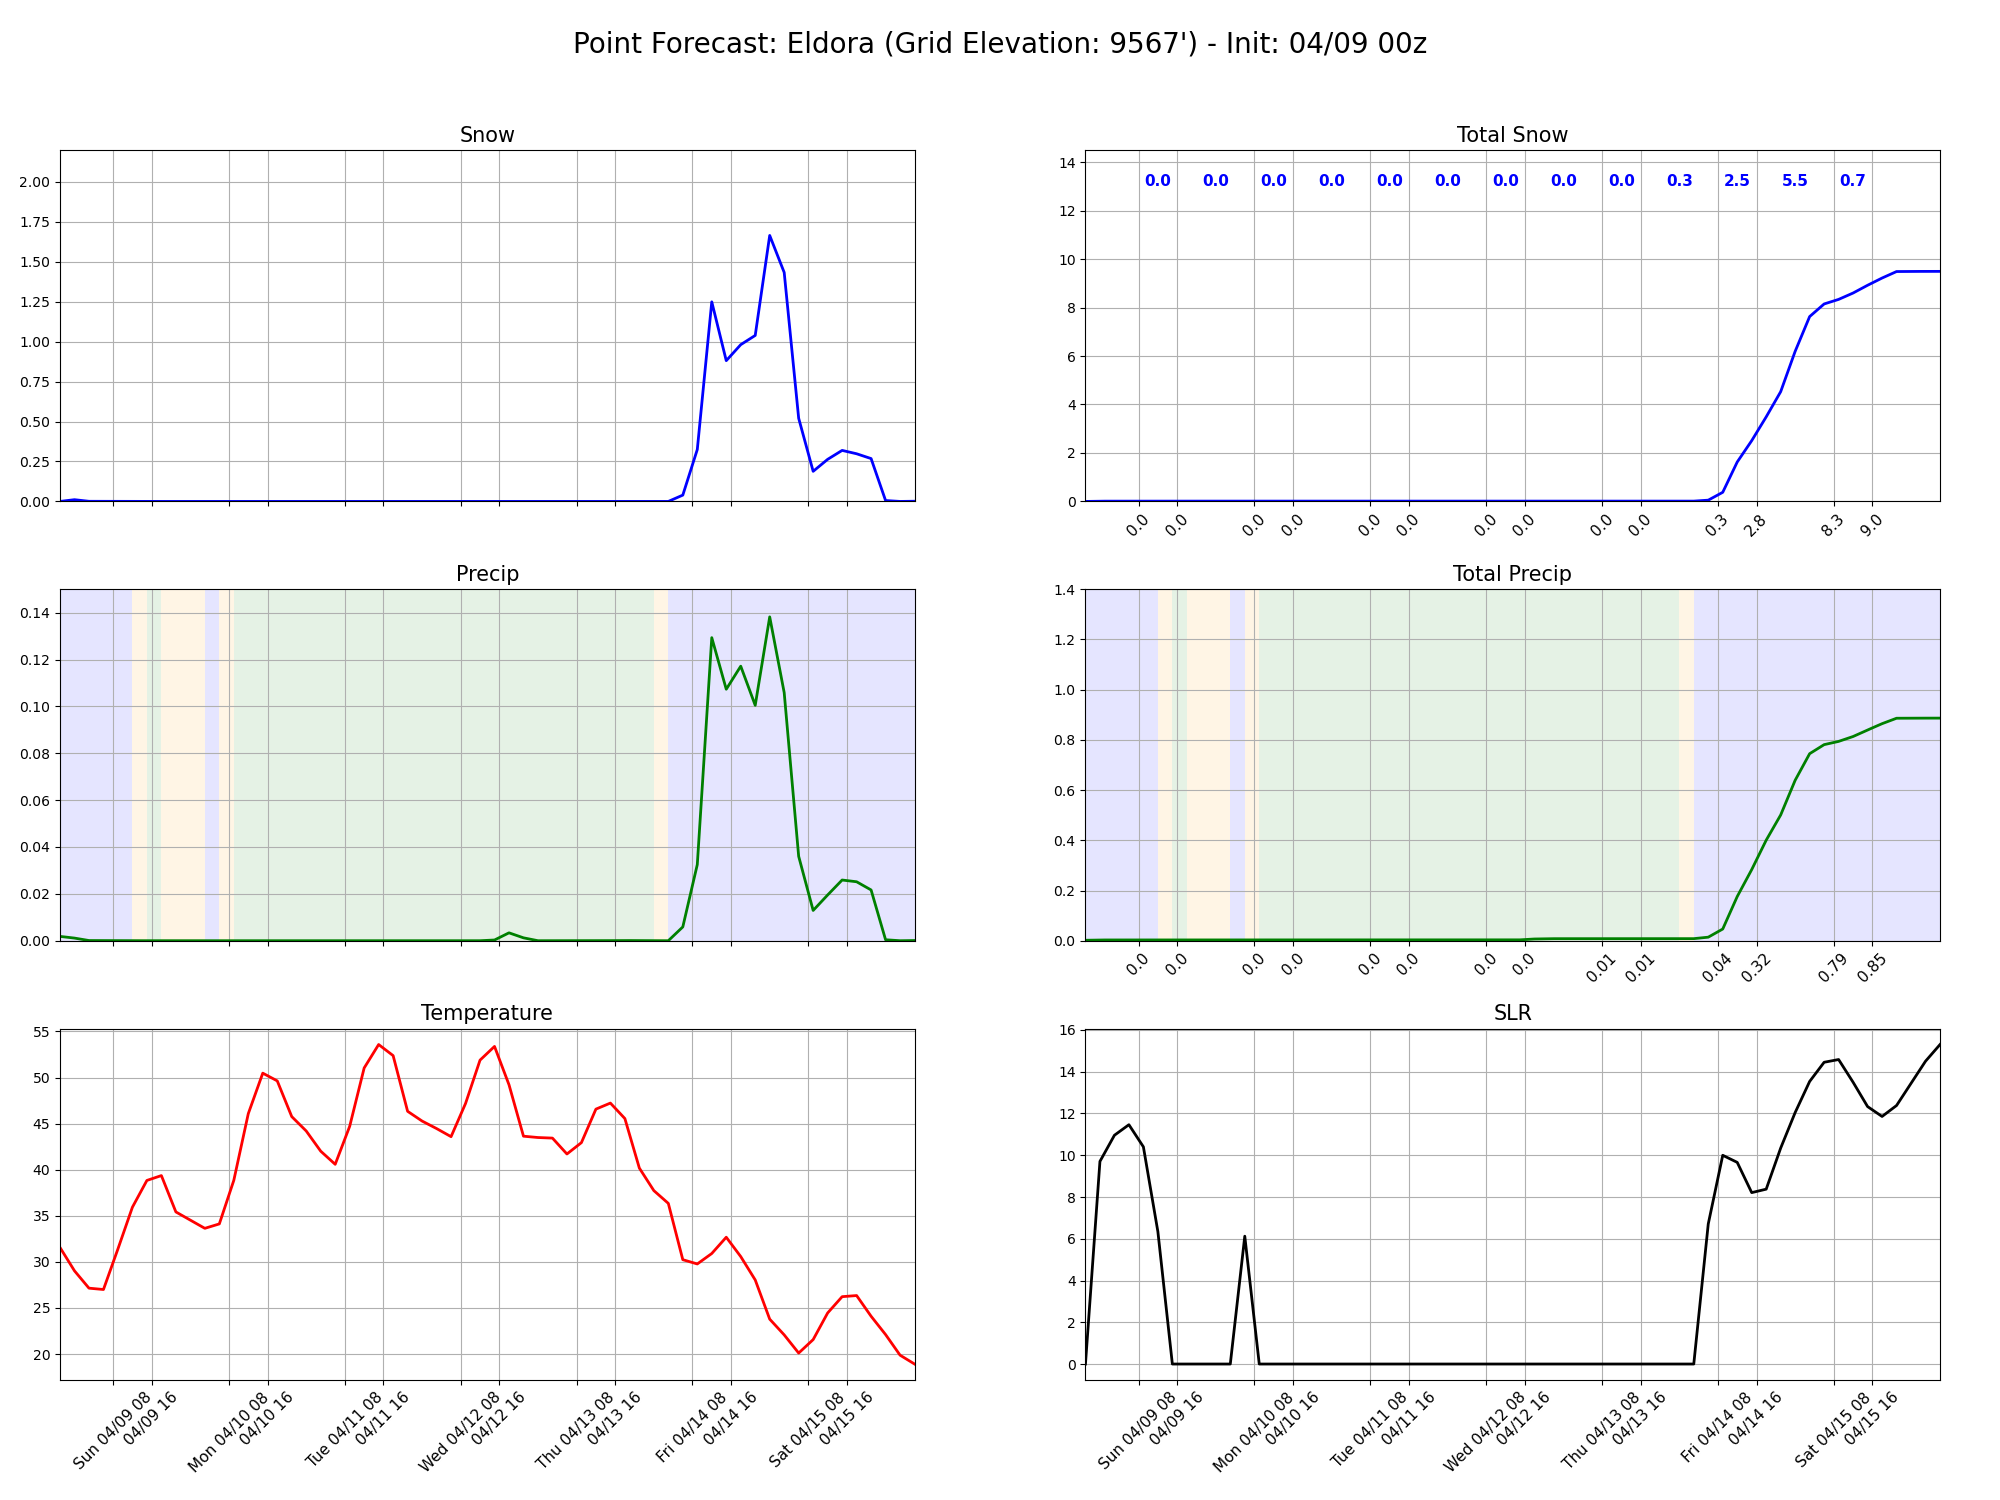 Point Forecast: Eldora (Grid Elevation: 9567') - Init: 04/09 00z
Snow
2.00
1.75
1.50
1.25
1.00
0.75
0.50
0.25
0.00
Total Snow
14
12
10
8
6
4
2
0
0.0 0.0 0.0 0.0 0.0 0.0 0.0 0.0 0.0 0.3 2.5 5.5 0.7
0.0 0.0 0.0 0.0 0.0 0.0 0.0 0.0 0.0 0.0 0.3 2.8 8.3 9.0
Precip
0.14
0.12
0.10
0.08
0.06
0.04
0.02
0.00
Total Precip
1.4
1.2
1.0
0.8
0.6
0.4
0.2
0.0
0.0 0.0 0.0 0.0 0.0 0.0 0.0 0.0 0.01 0.01 0.04 0.32 0.79 0.85
Temperature
55
50
45
40
35
30
25
20
Sun 04/09 08
04/09 16
Mon 04/10 08
04/10 16
Tue 04/11 08
04/11 16
Wed 04/12 08
04/12 16
Thu 04/13 08
04/13 16
Fri 04/14 08
04/14 16
Sat 04/15 08
04/15 16
SLR
16
14
12
10
8
6
4
2
0
Sun 04/09 08
04/09 16
Mon 04/10 08
04/10 16
Tue 04/11 08
04/11 16
Wed 04/12 08
04/12 16
Thu 04/13 08
04/13 16
Fri 04/14 08
04/14 16
Sat 04/15 08
04/15 16